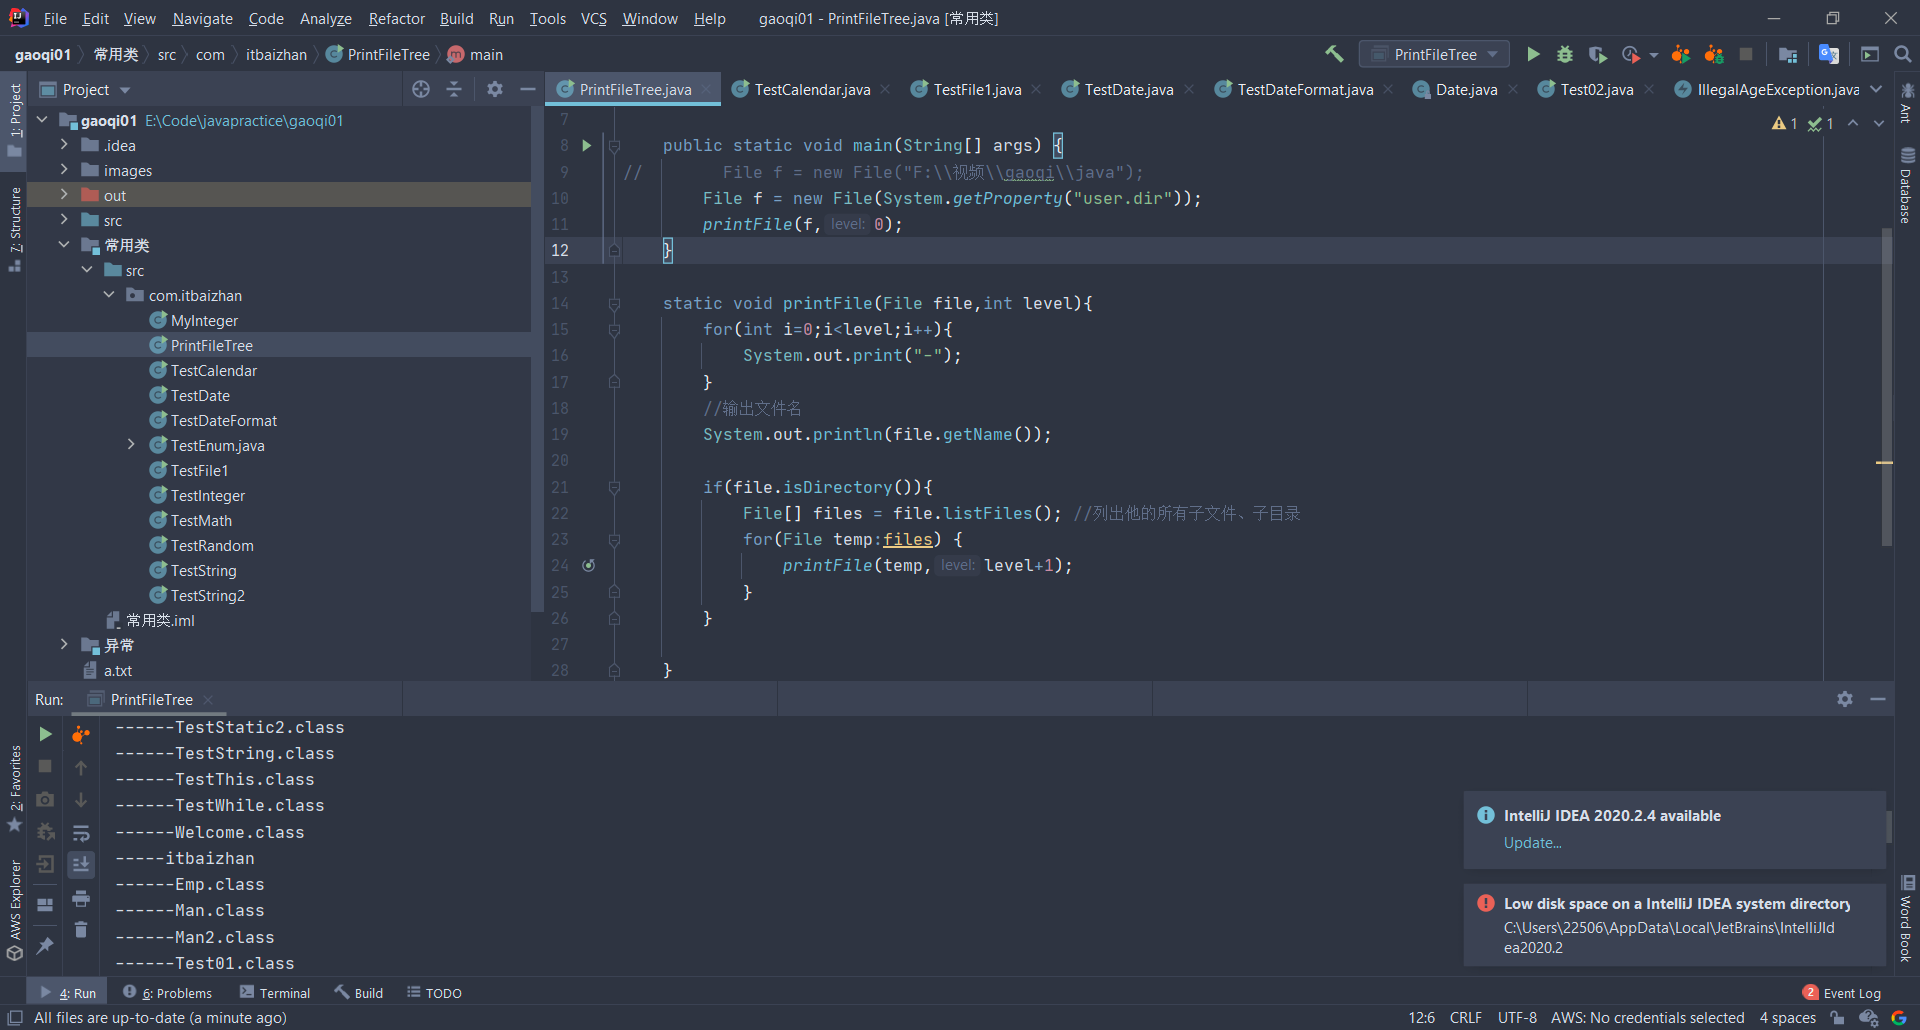 File Edit View Navigate Code Analyze Refactor Build Run Tools VCS Window Help gaoqi01 - PrintFileTree.java [常用类]
gaoqi01 常用类 src com itbaizhan PrintFileTree main
PrintFileTree
1: Project
7: Structure
2: Favorites
AWS Explorer
Project
gaoqi01 E:\Code\javapractice\gaoqi01
.idea
images
out
src
常用类
src
com.itbaizhan
MyInteger
PrintFileTree
TestCalendar
TestDate
TestDateFormat
TestEnum.java
TestFile1
TestInteger
TestMath
TestRandom
TestString
TestString2
常用类.iml
异常
a.txt
PrintFileTree.java TestCalendar.java TestFile1.java TestDate.java TestDateFormat.java Date.java Test02.java IllegalAgeException.java
1 1
7
8 public static void main(String[] args) {
9 // File f = new File("F:\\视频\\gaoqi\\java");
10 File f = new File(System.getProperty("user.dir"));
11 printFile(f, level: 0);
12 }
13
14 static void printFile(File file,int level){
15 for(int i=0;i<level;i++){
16 System.out.print("-");
17 }
18 //输出文件名
19 System.out.println(file.getName());
20
21 if(file.isDirectory()){
22 File[] files = file.listFiles(); //列出他的所有子文件、子目录
23 for(File temp:files) {
24 printFile(temp, level: level+1);
25 }
26 }
27
28 }
Ant
Database
Word Book
Run: PrintFileTree
------TestStatic2.class
------TestString.class
------TestThis.class
------TestWhile.class
------Welcome.class
-----itbaizhan
------Emp.class
------Man.class
------Man2.class
------Test01.class
IntelliJ IDEA 2020.2.4 available
Update...
Low disk space on a IntelliJ IDEA system directory
C:\Users\22506\AppData\Local\JetBrains\IntelliJId
ea2020.2
4: Run 6: Problems Terminal Build TODO 2 Event Log
All files are up-to-date (a minute ago) 12:6 CRLF UTF-8 AWS: No credentials selected 4 spaces